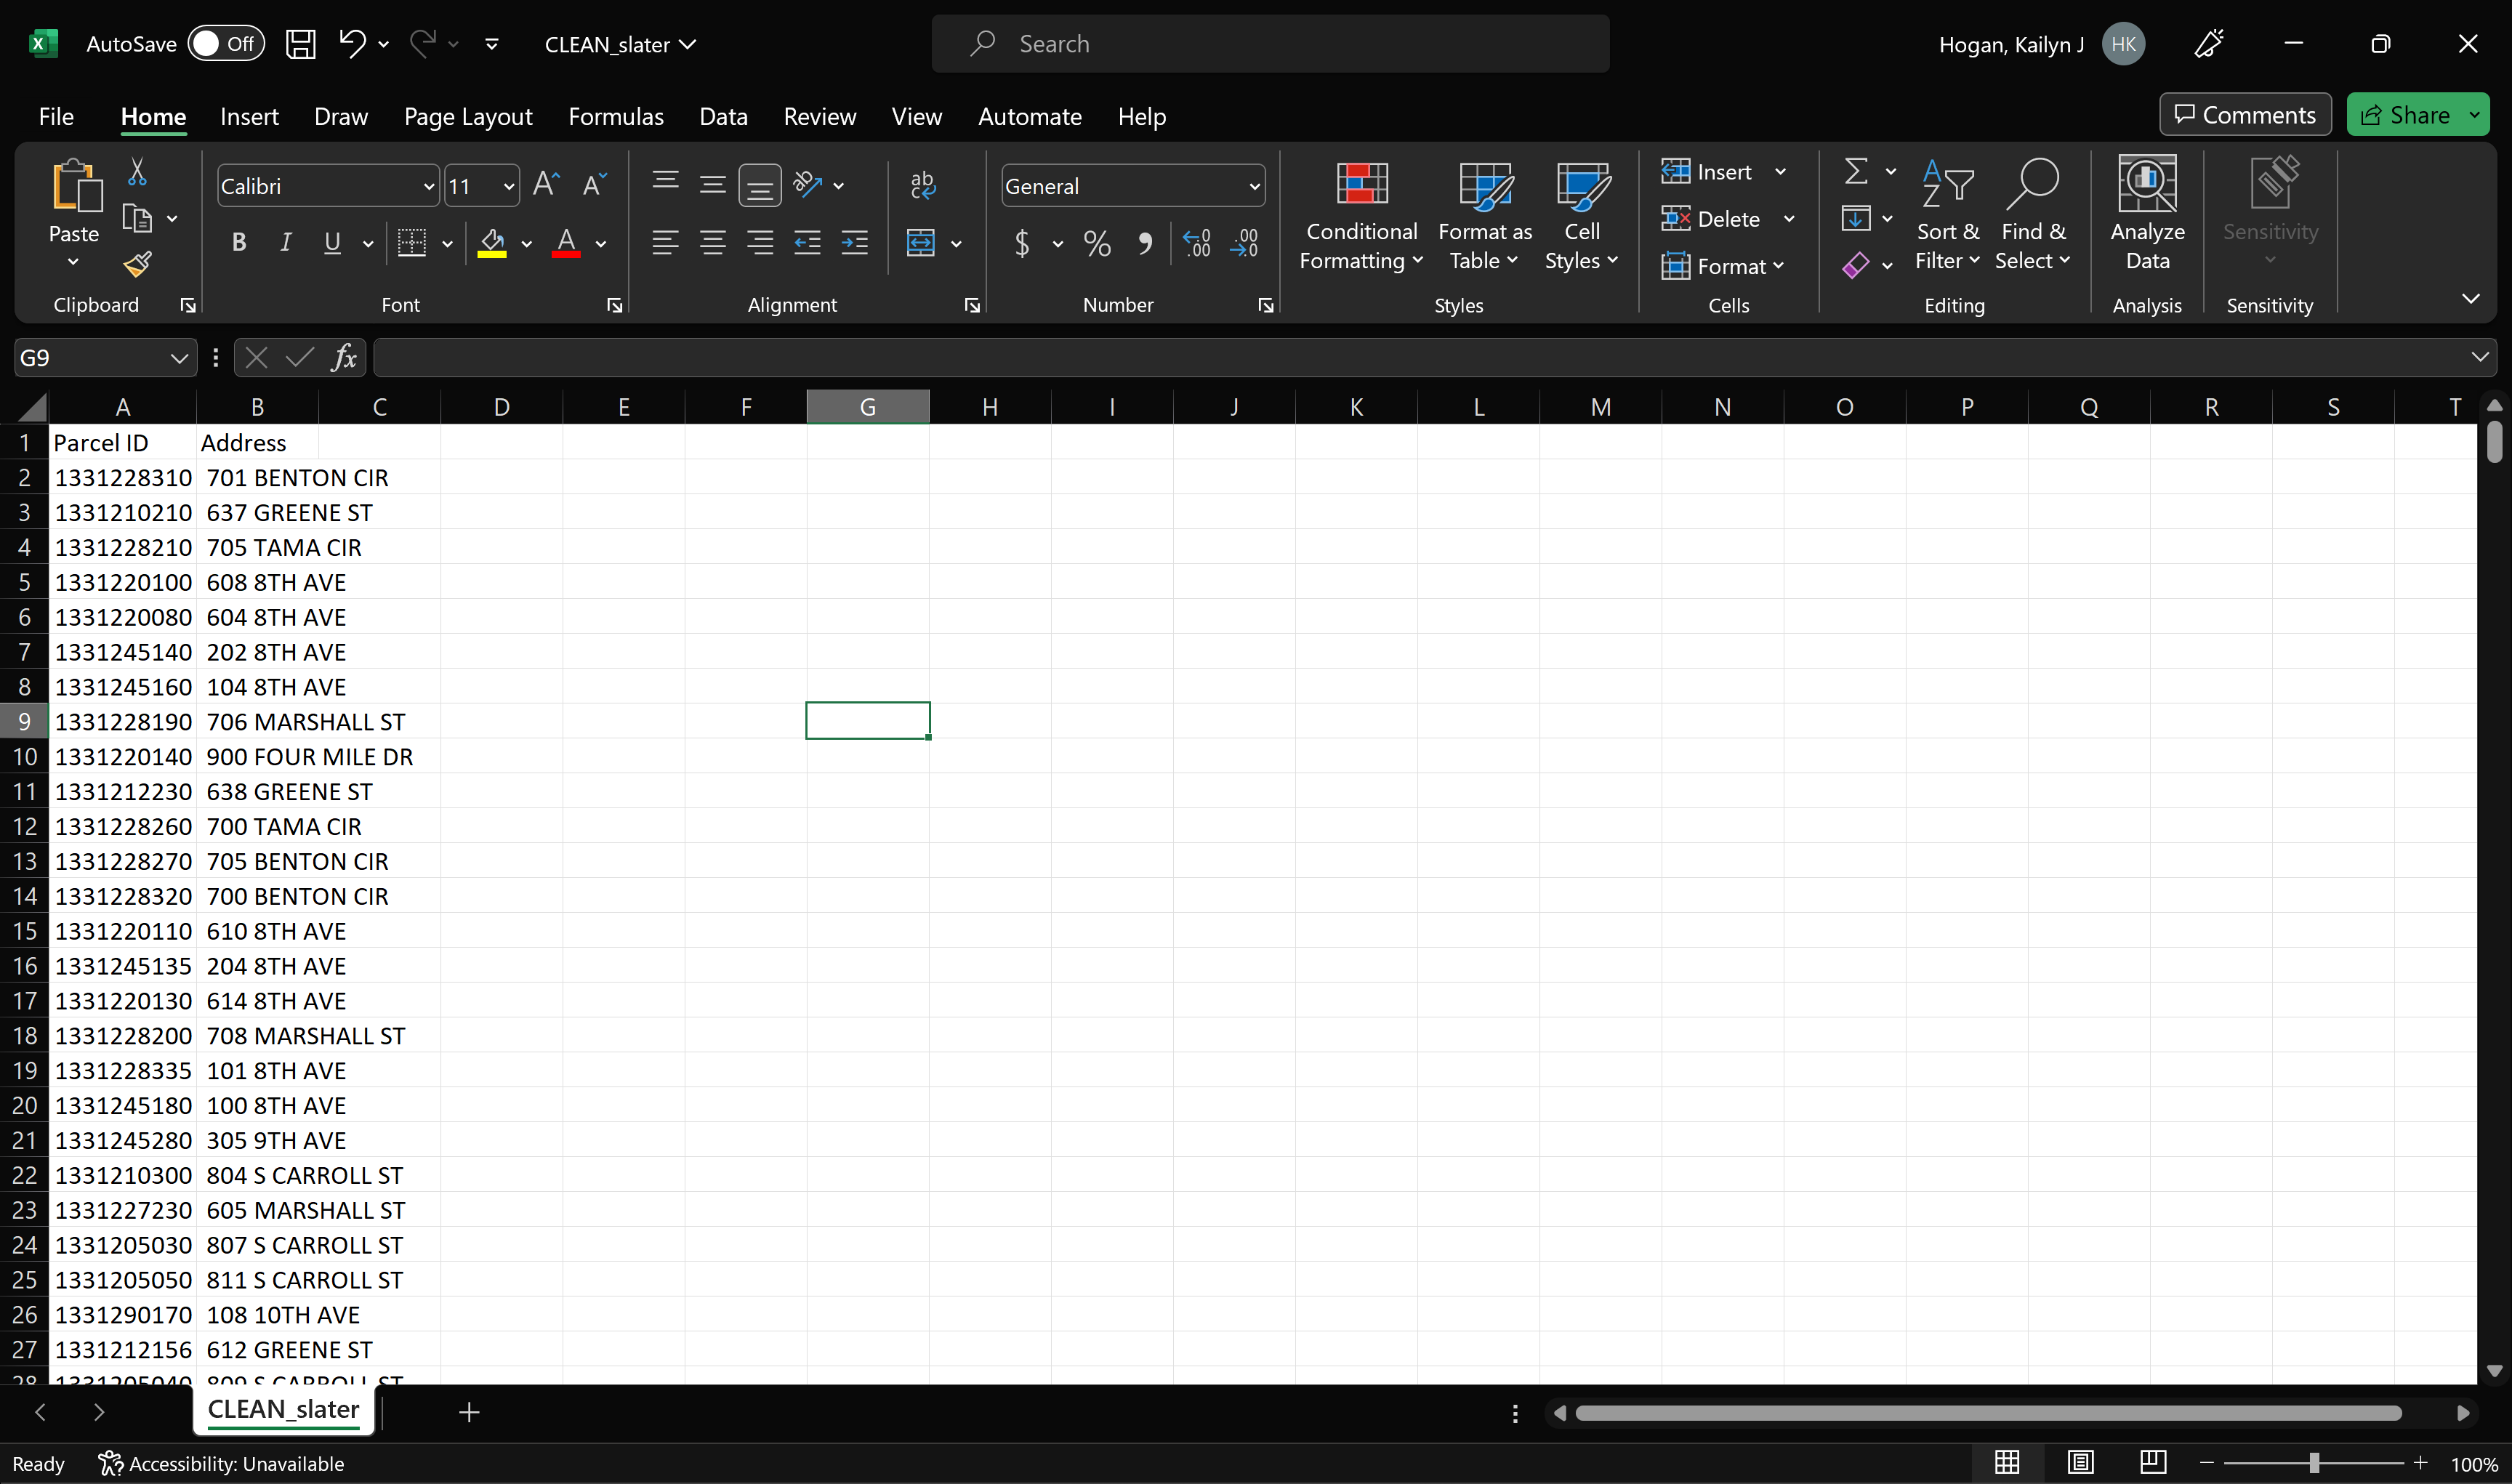 AutoSave Off CLEAN_slater Search Hogan, Kailyn J HK
File Home Insert Draw Page Layout Formulas Data Review View Automate Help Comments Share
Paste
Clipboard
Calibri 11
B I U A
Font
ab
Alignment
General
$ % 9 .00
Number
Conditional Formatting
Format as Table
Cell Styles
Styles
Insert
Delete
Format
Cells
Sort & Filter
Find & Select
Editing
Analyze Data
Analysis
Sensitivity
Sensitivity
G9 fx
A B C D E F G H I J K L M N O P Q R S T
1 Parcel ID Address
2 1331228310 701 BENTON CIR
3 1331210210 637 GREENE ST
4 1331228210 705 TAMA CIR
5 1331220100 608 8TH AVE
6 1331220080 604 8TH AVE
7 1331245140 202 8TH AVE
8 1331245160 104 8TH AVE
9 1331228190 706 MARSHALL ST
10 1331220140 900 FOUR MILE DR
11 1331212230 638 GREENE ST
12 1331228260 700 TAMA CIR
13 1331228270 705 BENTON CIR
14 1331228320 700 BENTON CIR
15 1331220110 610 8TH AVE
16 1331245135 204 8TH AVE
17 1331220130 614 8TH AVE
18 1331228200 708 MARSHALL ST
19 1331228335 101 8TH AVE
20 1331245180 100 8TH AVE
21 1331245280 305 9TH AVE
22 1331210300 804 S CARROLL ST
23 1331227230 605 MARSHALL ST
24 1331205030 807 S CARROLL ST
25 1331205050 811 S CARROLL ST
26 1331290170 108 10TH AVE
27 1331212156 612 GREENE ST
28 1331205040 809 S CARROLL ST
CLEAN_slater
Ready Accessibility: Unavailable 100%